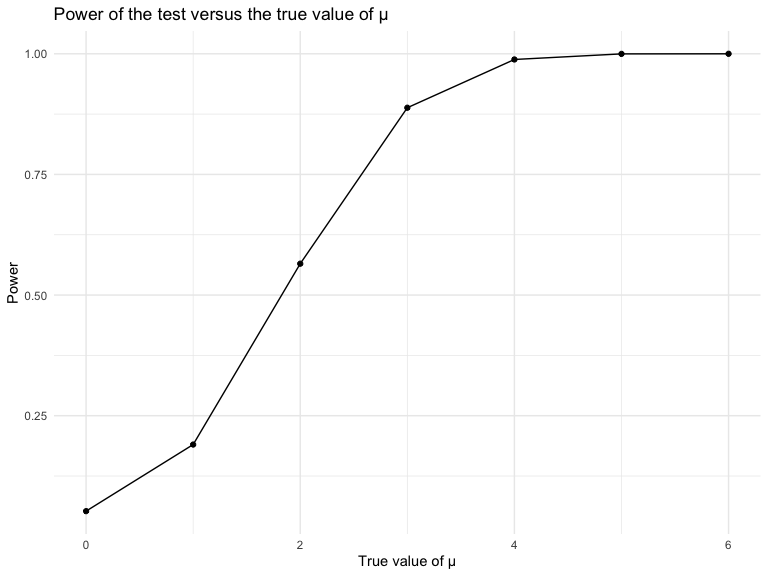 Power of the test versus the true value of μ
1.00
0.75
0.50
0.25
Power
0
2
4
6
True value of μ